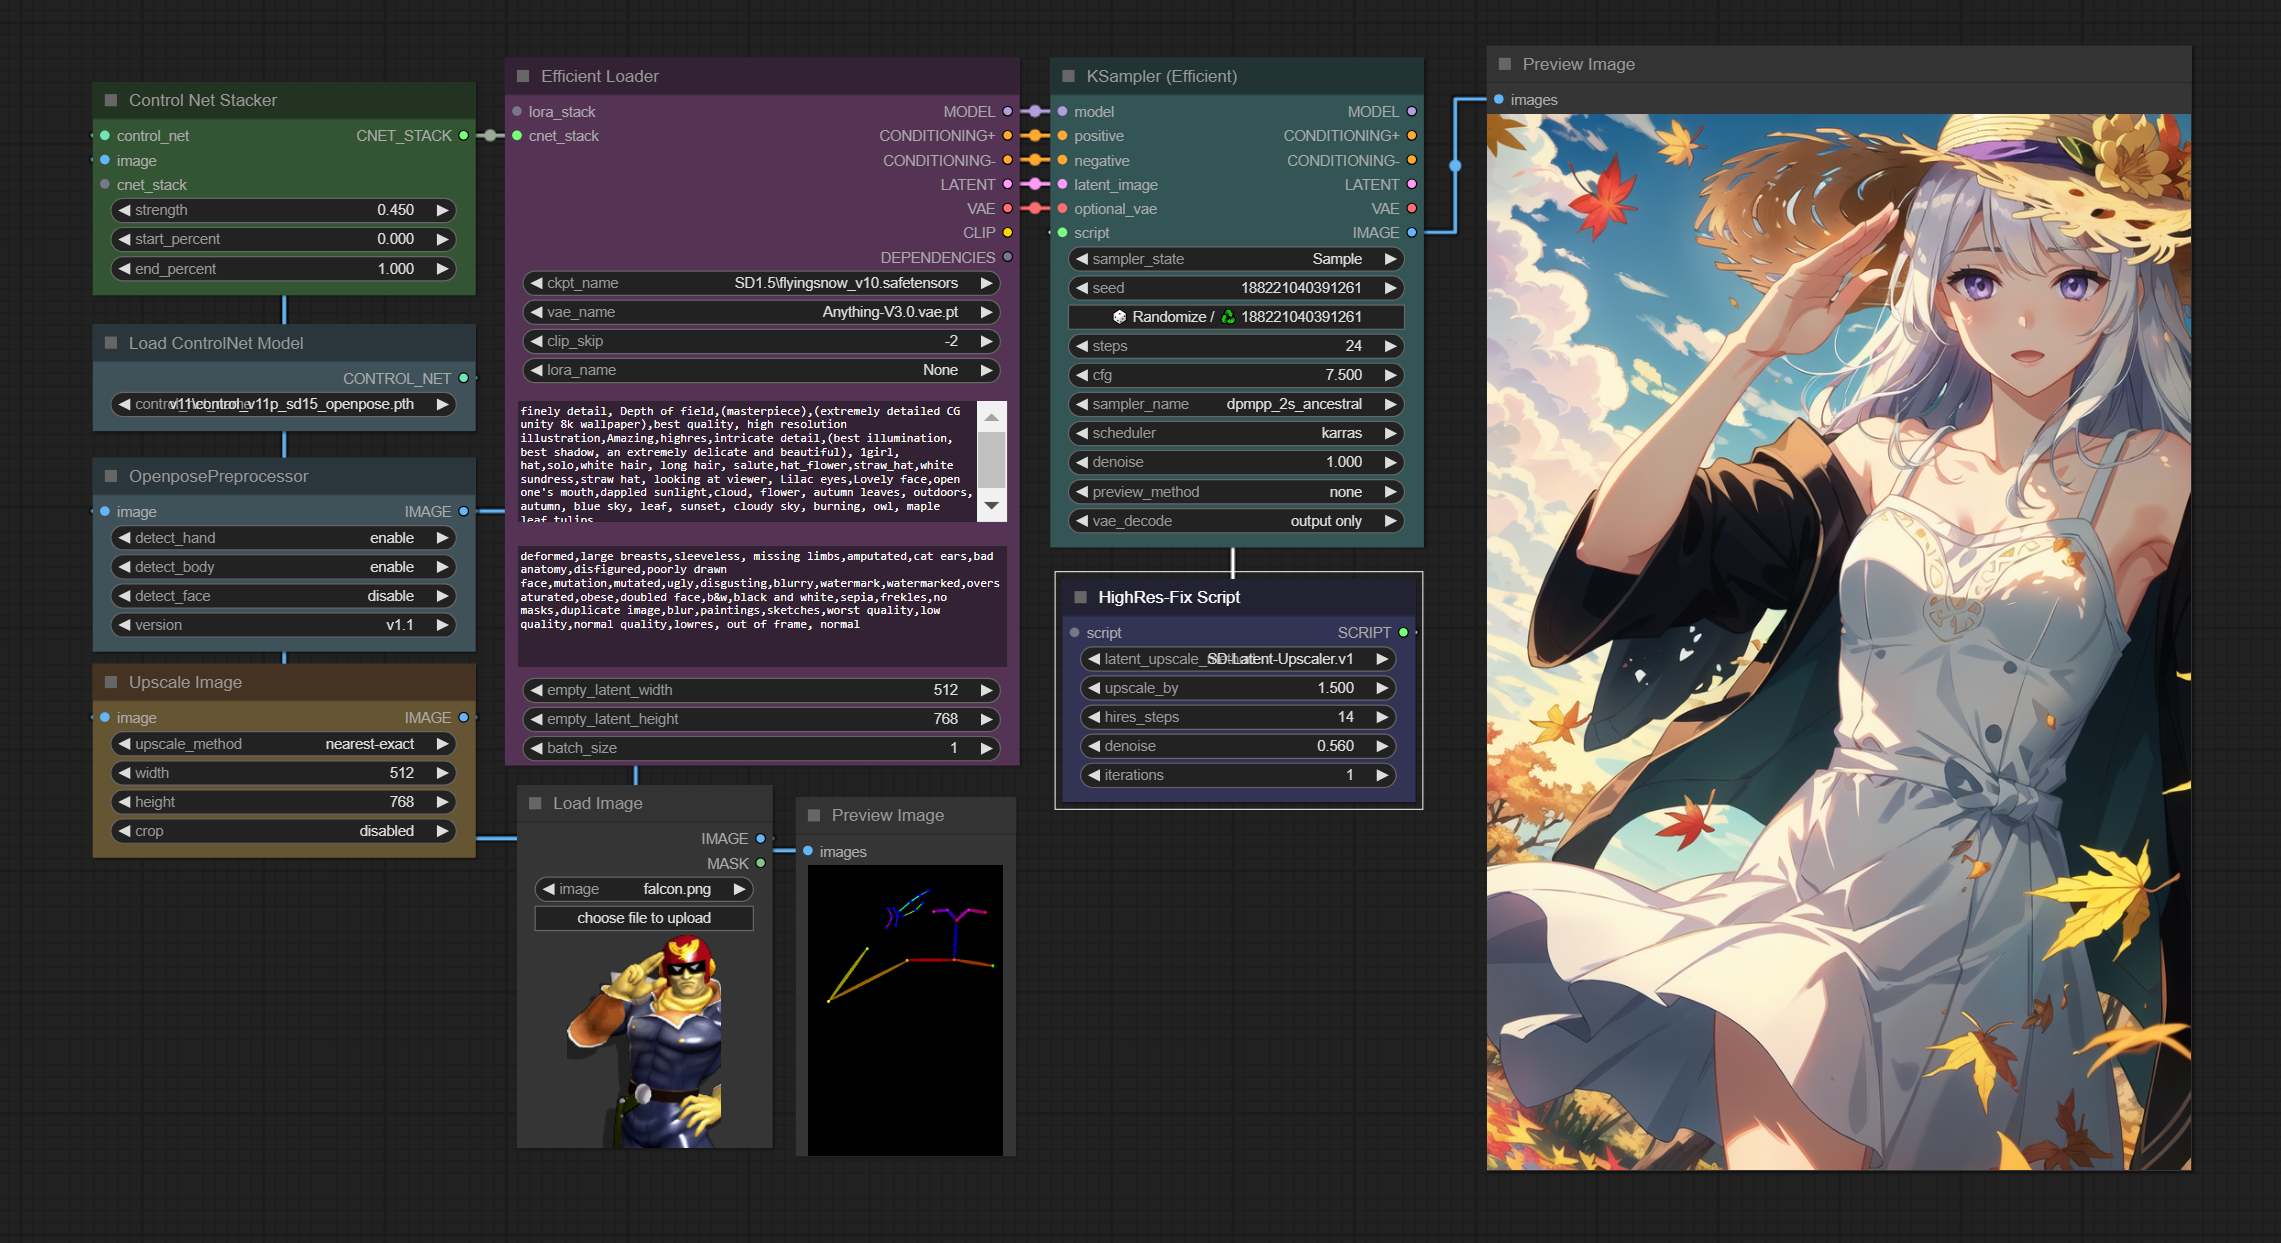 Control Net Stacker
control_net CNET_STACK
image
cnet_stack
strength 0.450
start_percent 0.000
end_percent 1.000
Load ControlNet Model
CONTROL_NET
v11\control_v11p_sd15_openpose.pth
OpenposePreprocessor
image IMAGE
detect_hand enable
detect_body enable
detect_face disable
version v1.1
Upscale Image
image IMAGE
upscale_method nearest-exact
width 512
height 768
crop disabled
Efficient Loader
lora_stack MODEL
cnet_stack CONDITIONING+
CONDITIONING-
LATENT
VAE
CLIP
DEPENDENCIES
ckpt_name SD1.5\flyingsnow_v10.safetensors
vae_name Anything-V3.0.vae.pt
clip_skip -2
lora_name None
finely detail, Depth of field,(masterpiece),(extremely detailed CG
unity 8k wallpaper),best quality, high resolution
illustration,Amazing,highres,intricate detail,(best illumination,
best shadow, an extremely delicate and beautiful), 1girl,
hat,solo,white hair, long hair, salute,hat_flower,straw_hat,white
sundress,straw hat, looking at viewer, Lilac eyes,Lovely face,open
one's mouth,dappled sunlight,cloud, flower, autumn leaves, outdoors,
autumn, blue sky, leaf, sunset, cloudy sky, burning, owl, maple
leaf tulips
deformed,large breasts,sleeveless, missing limbs,amputated,cat ears,bad
anatomy,disfigured,poorly drawn
face,mutation,mutated,ugly,disgusting,blurry,watermark,watermarked,overs
aturated,obese,doubled face,b&w,black and white,sepia,frekles,no
masks,duplicate image,blur,paintings,sketches,worst quality,low
quality,normal quality,lowres, out of frame, normal
empty_latent_width 512
empty_latent_height 768
batch_size 1
Load Image
IMAGE
MASK
image falcon.png
choose file to upload
Preview Image
images
KSampler (Efficient)
model MODEL
positive CONDITIONING+
negative CONDITIONING-
latent_image LATENT
optional_vae VAE
script IMAGE
sampler_state Sample
seed 188221040391261
Randomize / 188221040391261
steps 24
cfg 7.500
sampler_name dpmpp_2s_ancestral
scheduler karras
denoise 1.000
preview_method none
vae_decode output only
HighRes-Fix Script
script SCRIPT
latent_upscale_ SD-Latent-Upscaler.v1
upscale_by 1.500
hires_steps 14
denoise 0.560
iterations 1
Preview Image
images